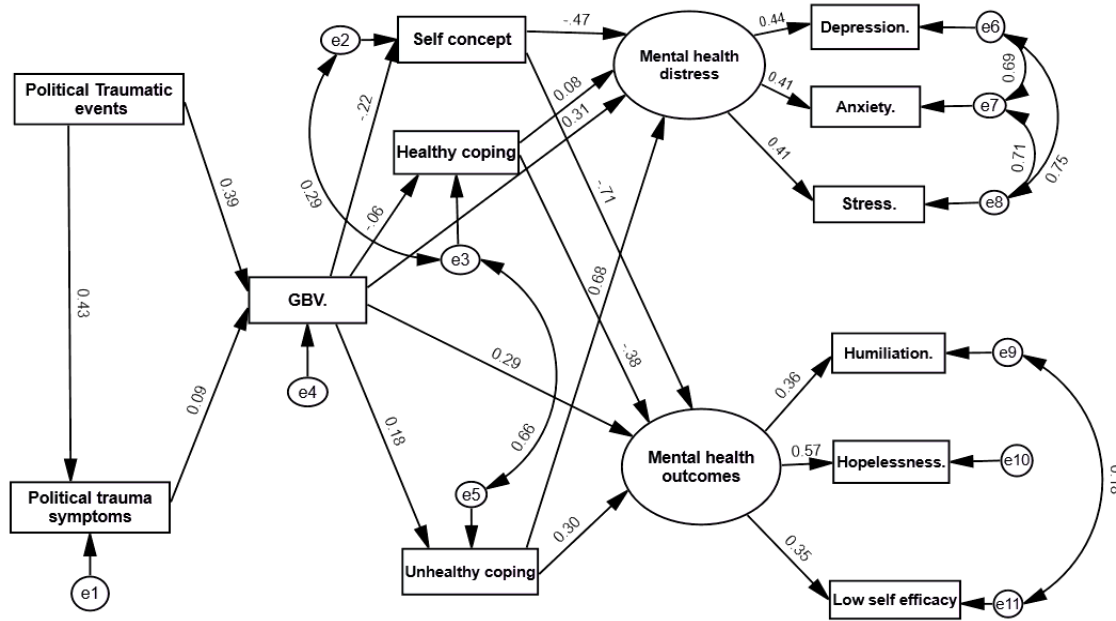 e2
Self concept
-.47
Mental health
distress
0.44
Depression.
e6
0.69
Political Traumatic
events
0.41
Anxiety.
e7
0.08
0.31
-.22
Healthy coping
0.71
0.75
0.41
Stress.
e8
0.39
0.29
-.06
-.71
e3
0.43
GBV.
0.68
e4
0.29
-.38
0.36
Humiliation.
e9
0.09
0.18
0.66
Mental health
outcomes
0.57
Hopelessness.
e10
Political trauma
symptoms
e5
0.30
0.35
e1
Unhealthy coping
Low self efficacy
e11